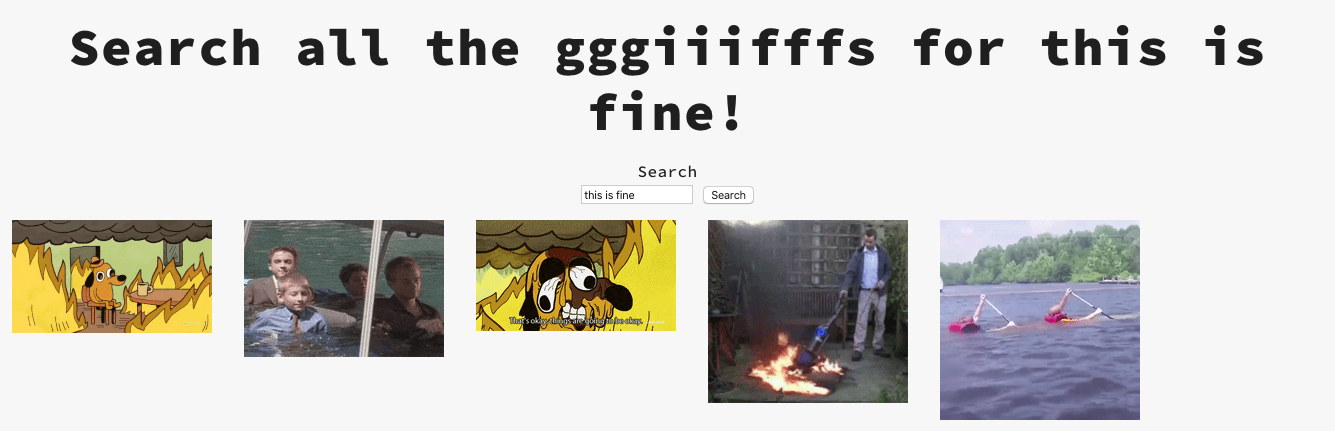 Search all the gggiiifffs for this is
fine!
Search
this is fine
Search
That's okay, things are going to be okay.